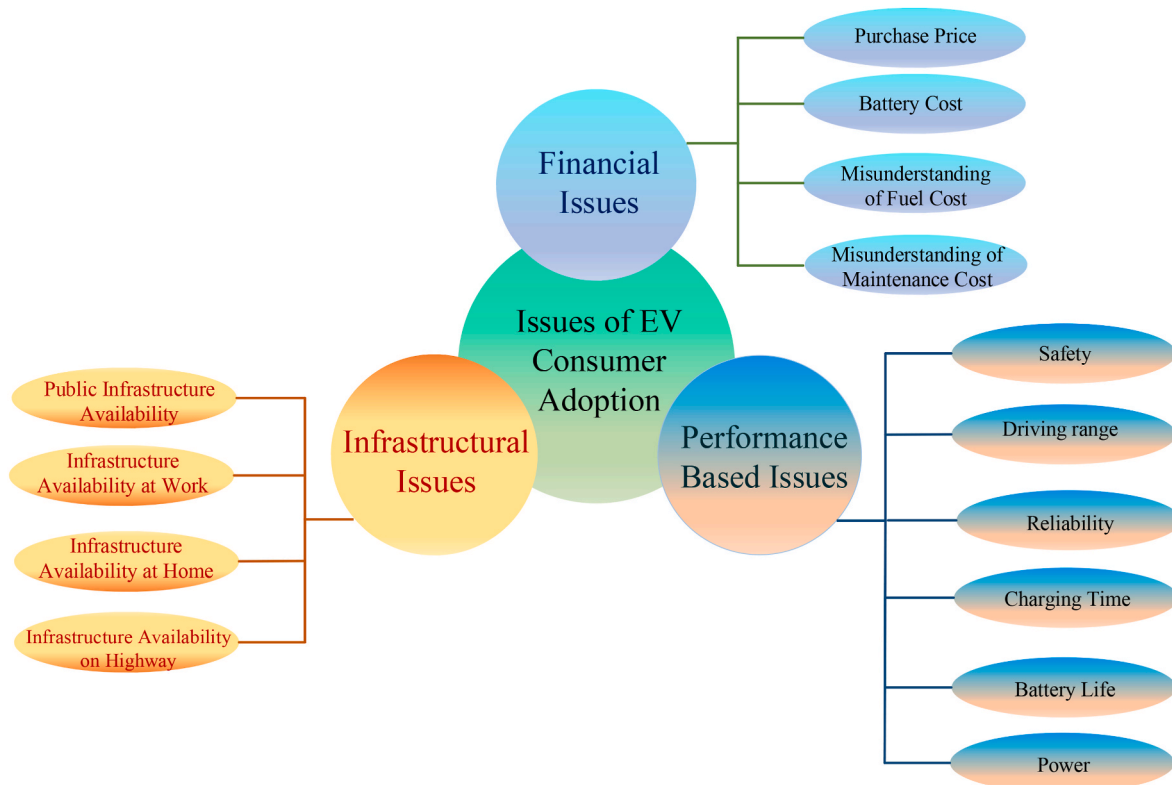 Purchase Price
Battery Cost
Misunderstanding
of Fuel Cost
Misunderstanding of
Maintenance Cost
Financial
Issues
Issues of EV
Consumer
Adoption
Infrastructural
Issues
Performance
Based Issues
Public Infrastructure
Availability
Infrastructure
Availability at Work
Infrastructure
Availability at Home
Infrastructure Availability
on Highway
Safety
Driving range
Reliability
Charging Time
Battery Life
Power